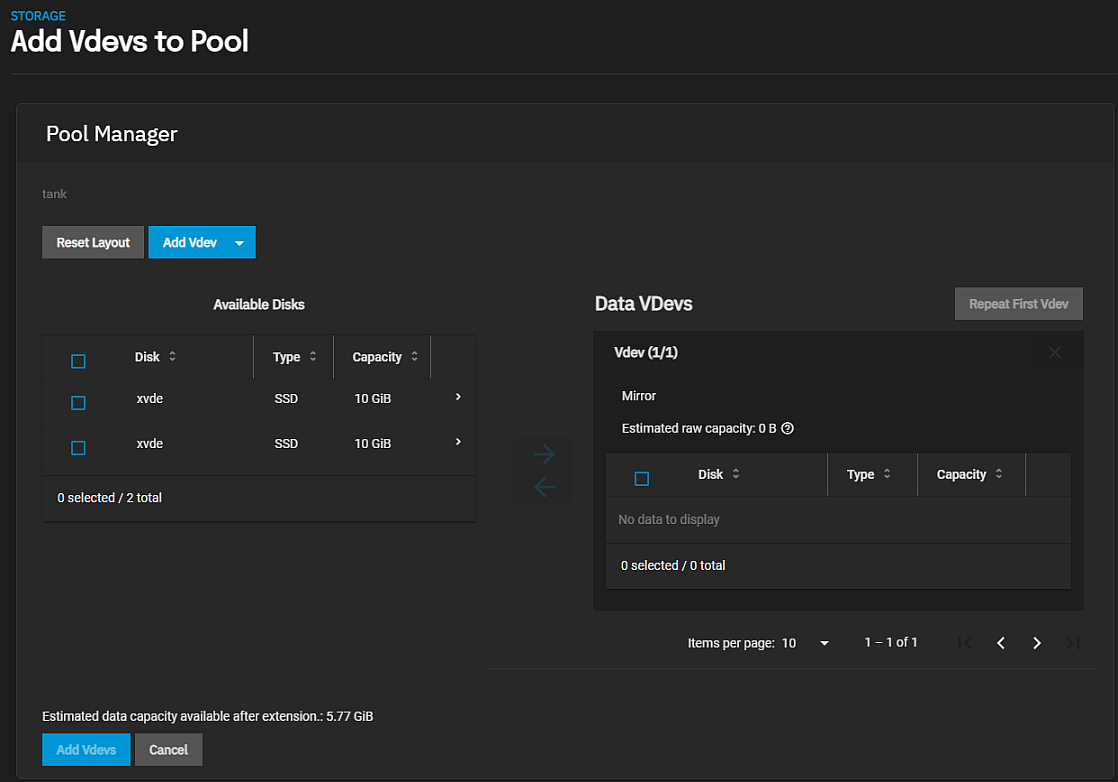 STORAGE
Add Vdevs to Pool
Pool Manager
tank
Reset Layout Add Vdev
Available Disks
Disk Type Capacity
xvde SSD 10 GiB
xvde SSD 10 GiB
0 selected / 2 total
Data VDevs Repeat First Vdev
Vdev (1/1)
Mirror
Estimated raw capacity: 0 B
Disk Type Capacity
No data to display
0 selected / 0 total
Items per page: 10 1 – 1 of 1
Estimated data capacity available after extension.: 5.77 GiB
Add Vdevs Cancel